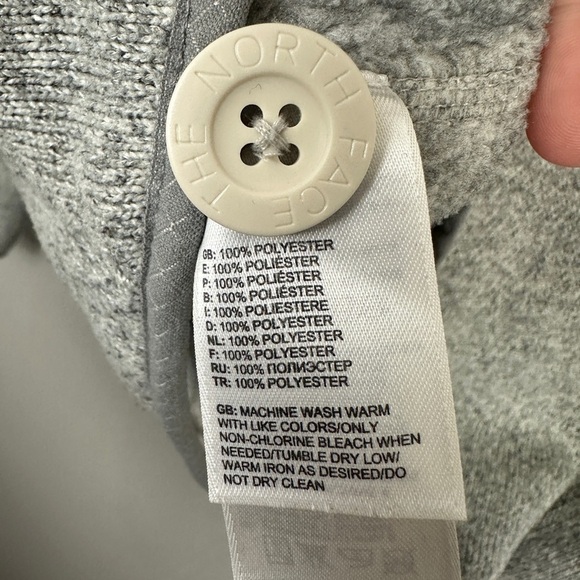 THE NORTH FACE.
GB: 100% POLYESTER
E: 100% POLIÉSTER
P: 100% POLIÉSTER
B: 100% POLIÉSTER
I: 100% POLIESTERE
D: 100% POLYESTER
NL: 100% POLYESTER
F: 100% POLYESTER
RU: 100% ПОЛИЭСТЕР
TR: 100% POLYESTER
GB: MACHINE WASH WARM
WITH LIKE COLORS/ONLY
NON-CHLORINE BLEACH WHEN
NEEDED/TUMBLE DRY LOW/
WARM IRON AS DESIRED/DO
NOT DRY CLEAN